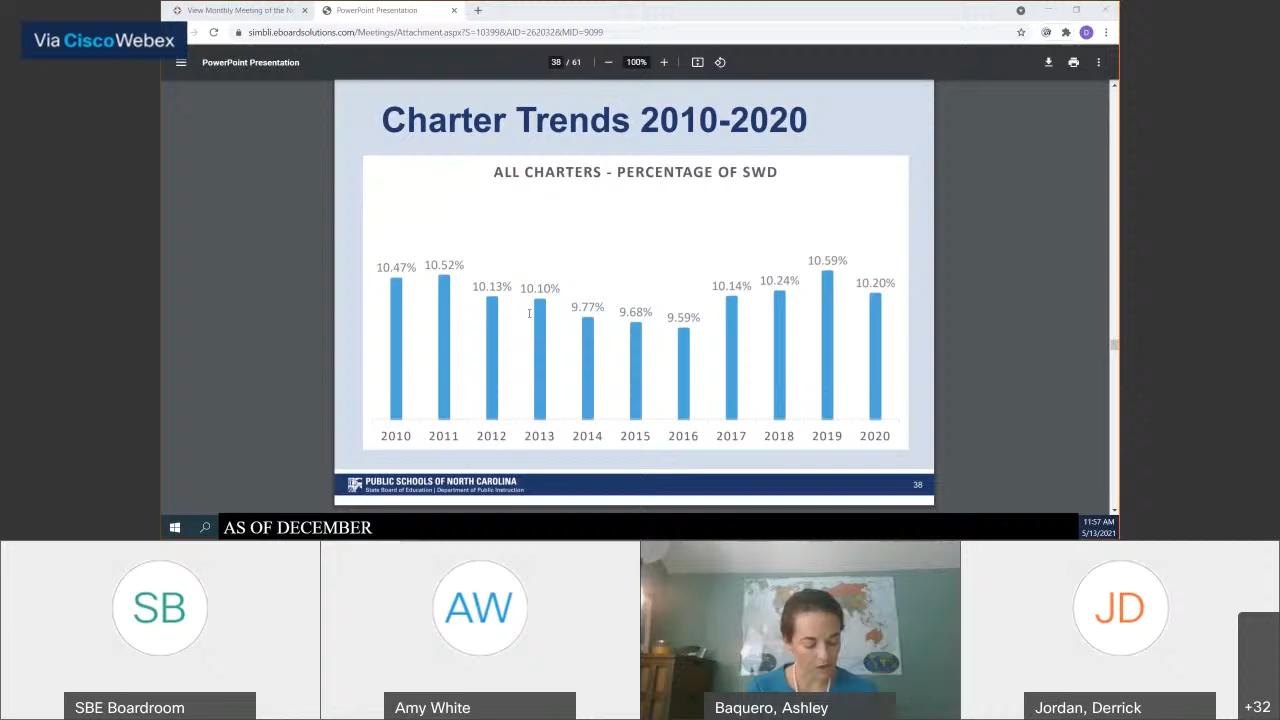 View Monthly Meeting of the N
PowerPoint Presentation
Via Cisco Webex
simbli.eboardsolutions.com/Meetings/Attachment.aspx?S=10399&AID=262032&MID=9099
D
PowerPoint Presentation
38 / 61
100%
Charter Trends 2010-2020
ALL CHARTERS - PERCENTAGE OF SWD
10.47%
10.52%
10.13%
10.10%
9.77%
9.68%
9.59%
10.14%
10.24%
10.59%
10.20%
2010
2011
2012
2013
2014
2015
2016
2017
2018
2019
2020
PUBLIC SCHOOLS OF NORTH CAROLINA
State Board of Education | Department of Public Instruction
38
AS OF DECEMBER
11:57 AM
5/13/2021
SB
AW
JD
SBE Boardroom
Amy White
Baquero, Ashley
Jordan, Derrick
+32